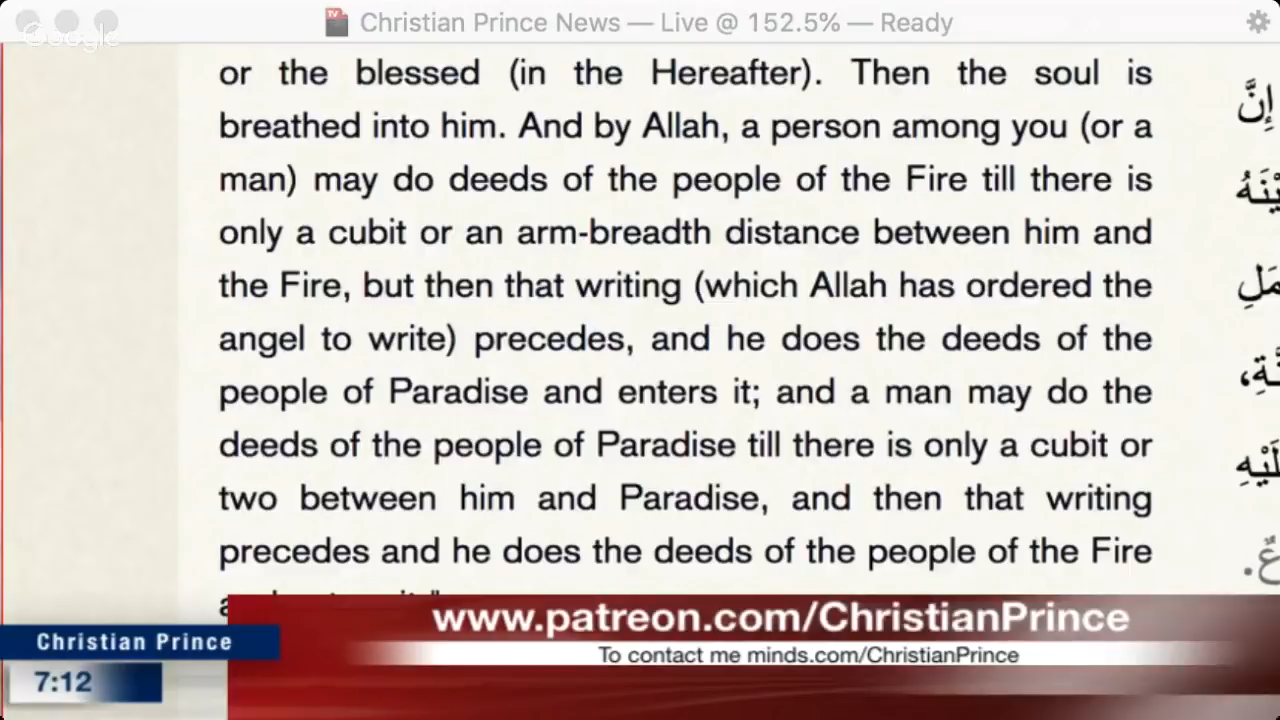 Christian Prince News — Live @ 152.5% — Ready
Google
or the blessed (in the Hereafter). Then the soul is
breathed into him. And by Allah, a person among you (or a
man) may do deeds of the people of the Fire till there is
only a cubit or an arm-breadth distance between him and
the Fire, but then that writing (which Allah has ordered the
angel to write) precedes, and he does the deeds of the
people of Paradise and enters it; and a man may do the
deeds of the people of Paradise till there is only a cubit or
two between him and Paradise, and then that writing
precedes and he does the deeds of the people of the Fire
إِنَّ
www.patreon.com/ChristianPrince
To contact me minds.com/ChristianPrince
Christian Prince
7:12